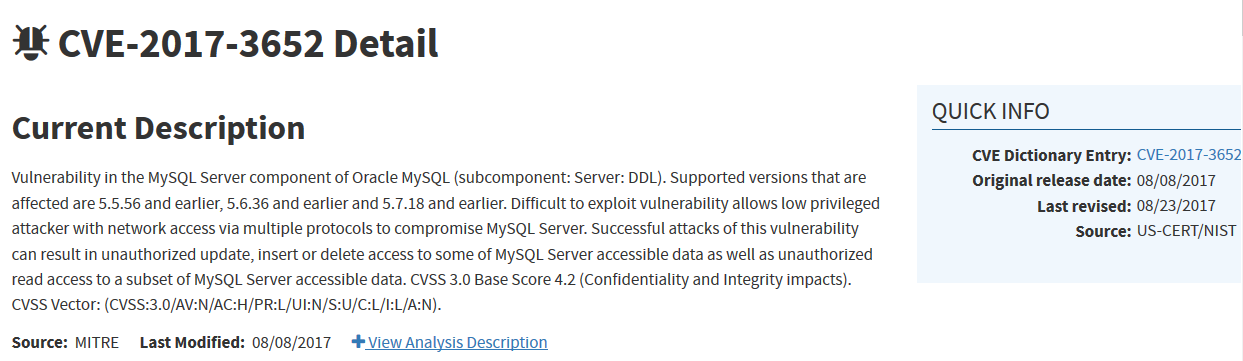 CVE-2017-3652 Detail
Current Description
Vulnerability in the MySQL Server component of Oracle MySQL (subcomponent: Server: DDL). Supported versions that are
affected are 5.5.56 and earlier, 5.6.36 and earlier and 5.7.18 and earlier. Difficult to exploit vulnerability allows low privileged
attacker with network access via multiple protocols to compromise MySQL Server. Successful attacks of this vulnerability
can result in unauthorized update, insert or delete access to some of MySQL Server accessible data as well as unauthorized
read access to a subset of MySQL Server accessible data. CVSS 3.0 Base Score 4.2 (Confidentiality and Integrity impacts).
CVSS Vector: (CVSS:3.0/AV:N/AC:H/PR:L/UI:N/S:U/C:L/I:L/A:N).
Source: MITRE Last Modified: 08/08/2017 View Analysis Description
QUICK INFO
CVE Dictionary Entry: CVE-2017-3652
Original release date: 08/08/2017
Last revised: 08/23/2017
Source: US-CERT/NIST